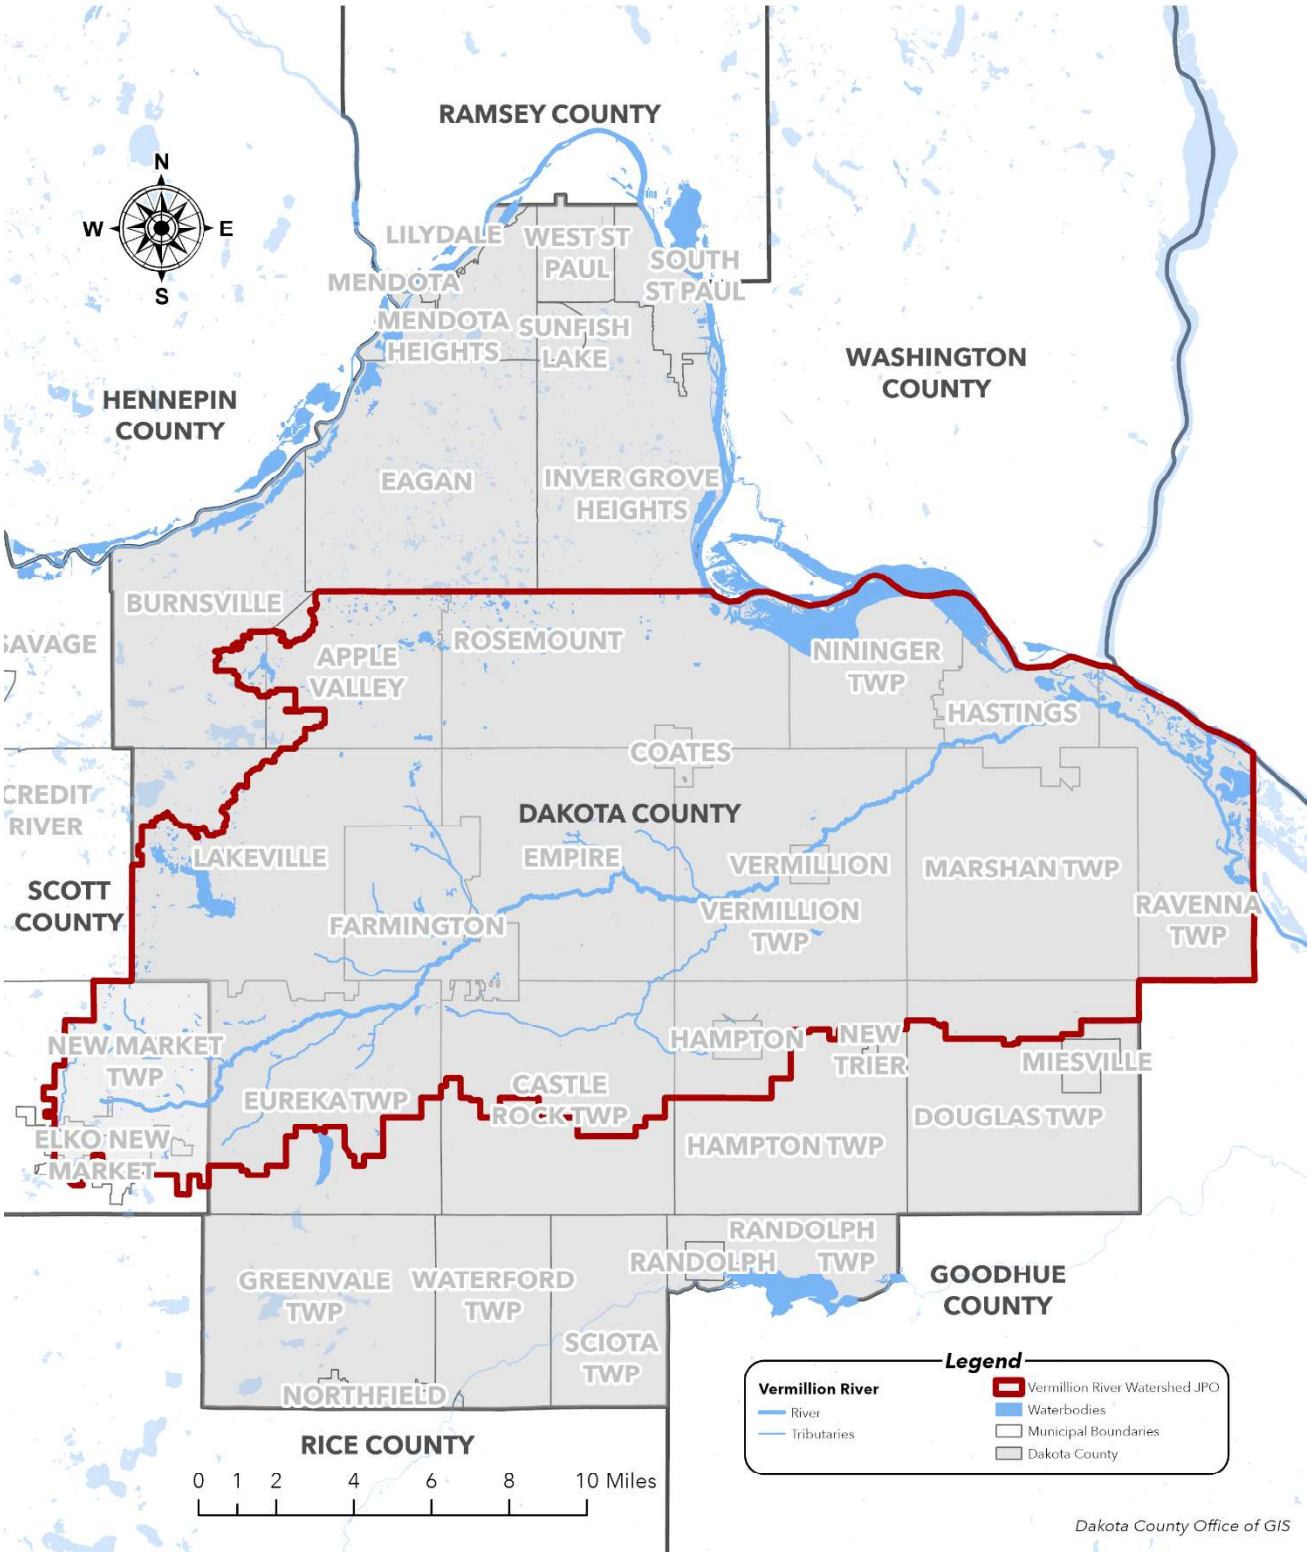 RAMSEY COUNTY
N
W
E
S
LILYDALE
WEST ST
PAUL
SOUTH
ST PAUL
MENDOTA
MENDOTA
HEIGHTS
SUNFISH
LAKE
WASHINGTON
COUNTY
HENNEPIN
COUNTY
EAGAN
INVER GROVE
HEIGHTS
BURNSVILLE
SAVAGE
APPLE
VALLEY
ROSEMOUNT
NININGER
TWP
HASTINGS
COATES
CREDIT
RIVER
DAKOTA COUNTY
LAKEVILLE
EMPIRE
VERMILLION
MARSHAN TWP
SCOTT
COUNTY
FARMINGTON
VERMILLION
TWP
RAVENNA
TWP
NEW MARKET
TWP
HAMPTON
NEW
TRIER
MIESVILLE
EUREKA TWP
CASTLE
ROCK TWP
DOUGLAS TWP
ELKO NEW
MARKET
HAMPTON TWP
RANDOLPH
TWP
RANDOLPH
GREENVALE
TWP
WATERFORD
TWP
GOODHUE
COUNTY
SCIOTA
TWP
NORTHFIELD
RICE COUNTY
0 1 2 4 6 8 10 Miles
Legend
Vermillion River
River
Tributaries
Vermillion River Watershed JPO
Waterbodies
Municipal Boundaries
Dakota County
Dakota County Office of GIS